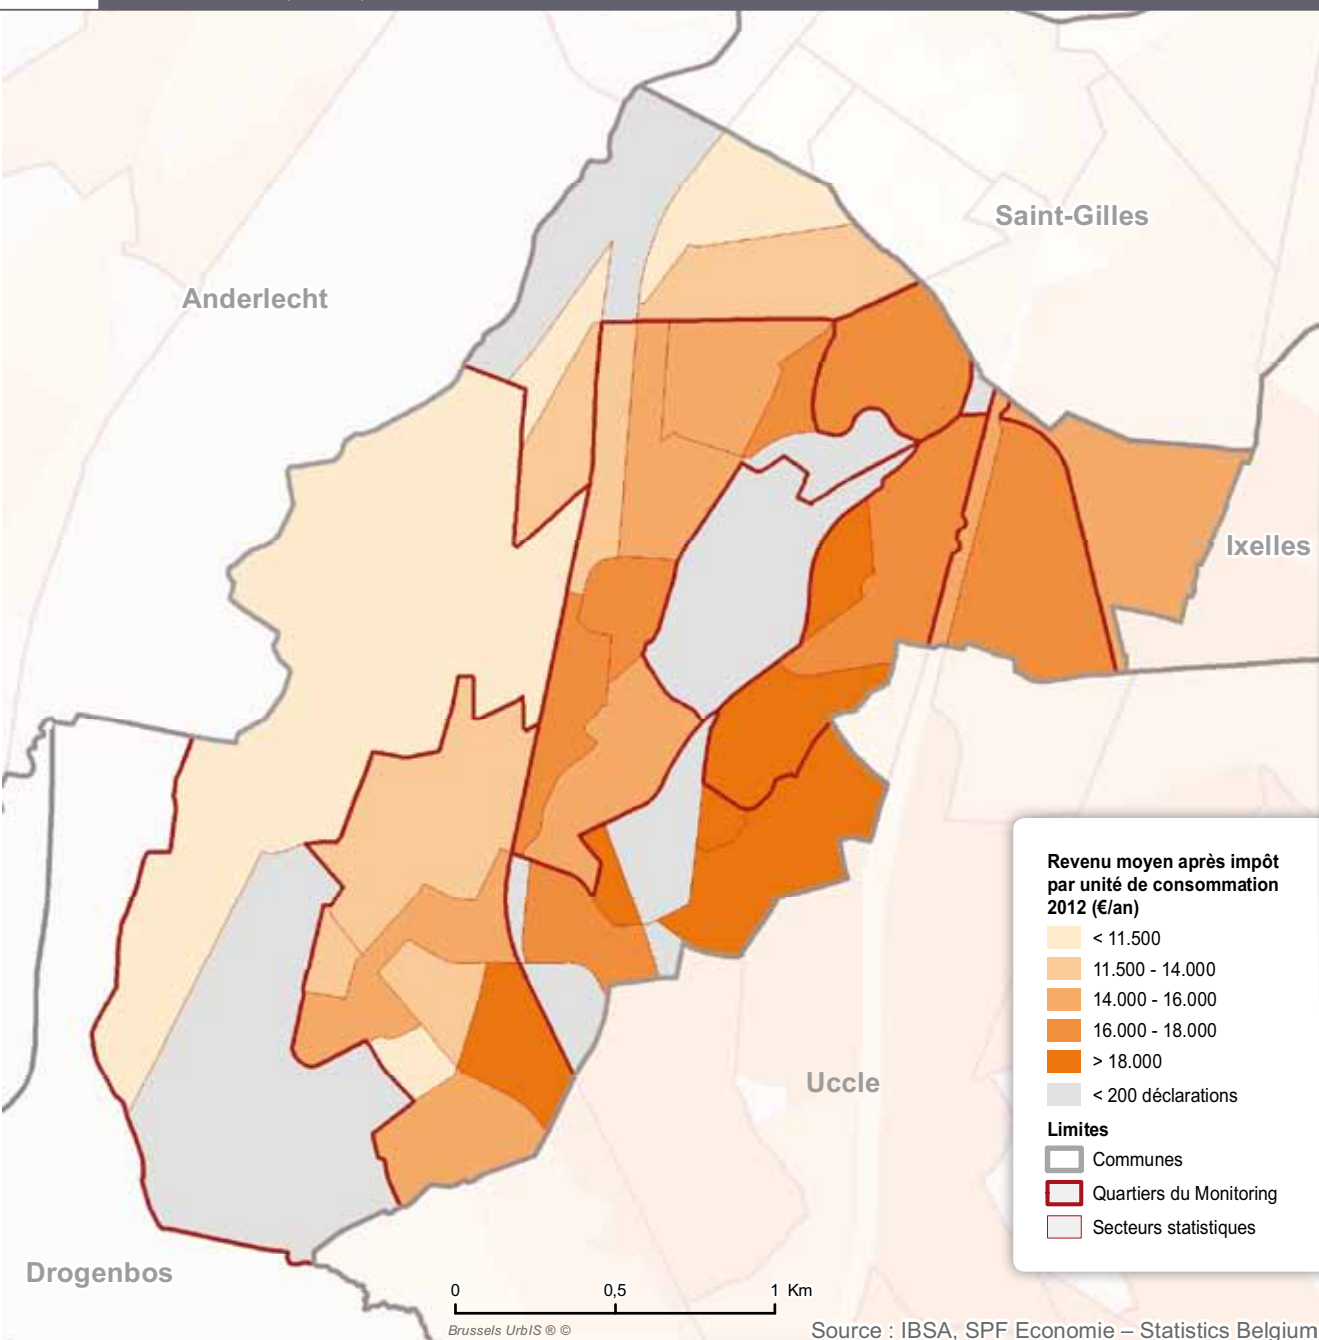 Saint-Gilles
Anderlecht
Ixelles
Uccle
Drogenbos
Revenu moyen après impôt
par unité de consommation
2012 (€/an)
< 11.500
11.500 - 14.000
14.000 - 16.000
16.000 - 18.000
> 18.000
< 200 déclarations
Limites
Communes
Quartiers du Monitoring
Secteurs statistiques
0 0,5 1 Km
Brussels UrbIS ® ©
Source : IBSA, SPF Economie – Statistics Belgium